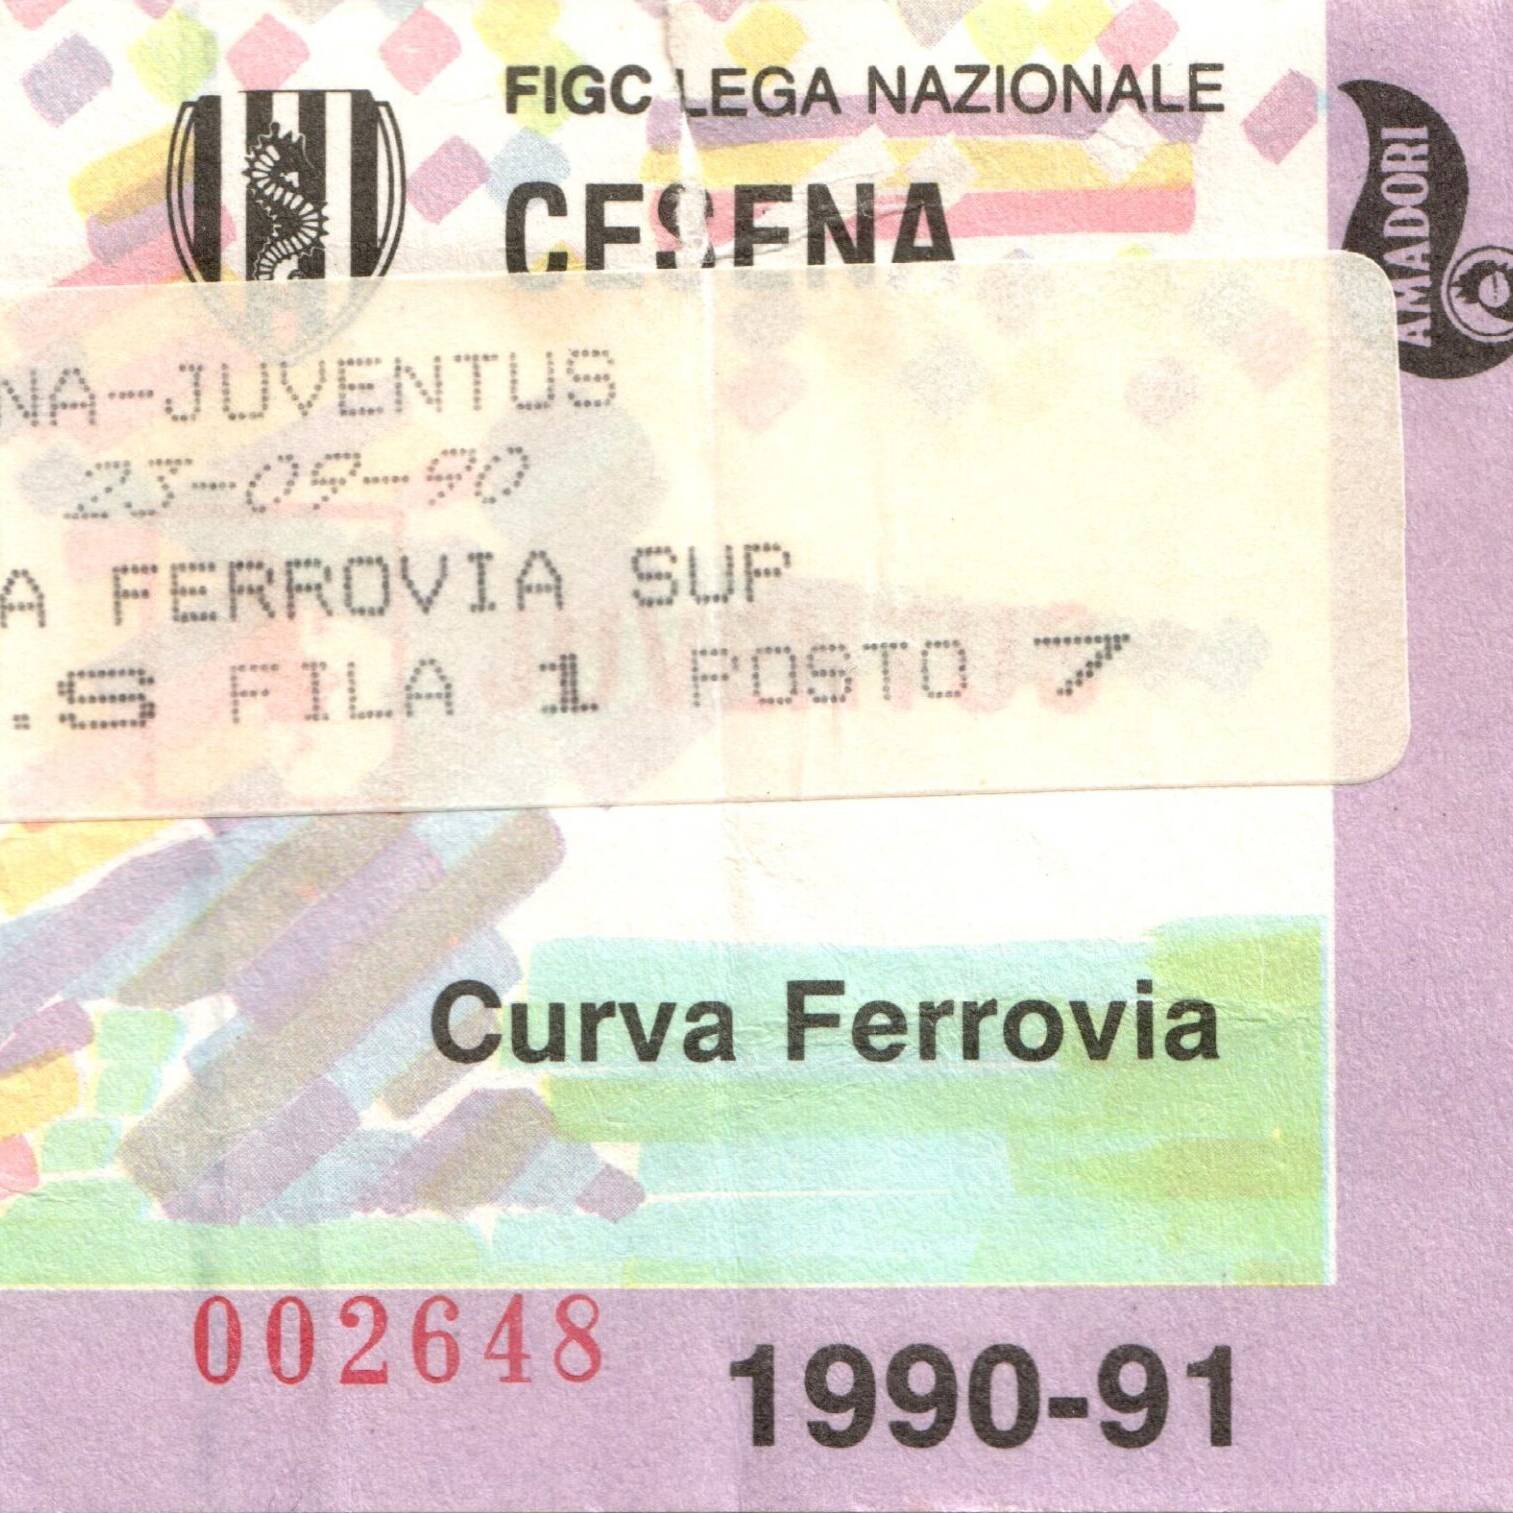 FIGC LEGA NAZIONALE
CESENA
AMADORI
NA-JUVENTUS
23-09-90
A FERROVIA SUP
.S FILA 1 POSTO 7
Curva Ferrovia
002648
1990-91